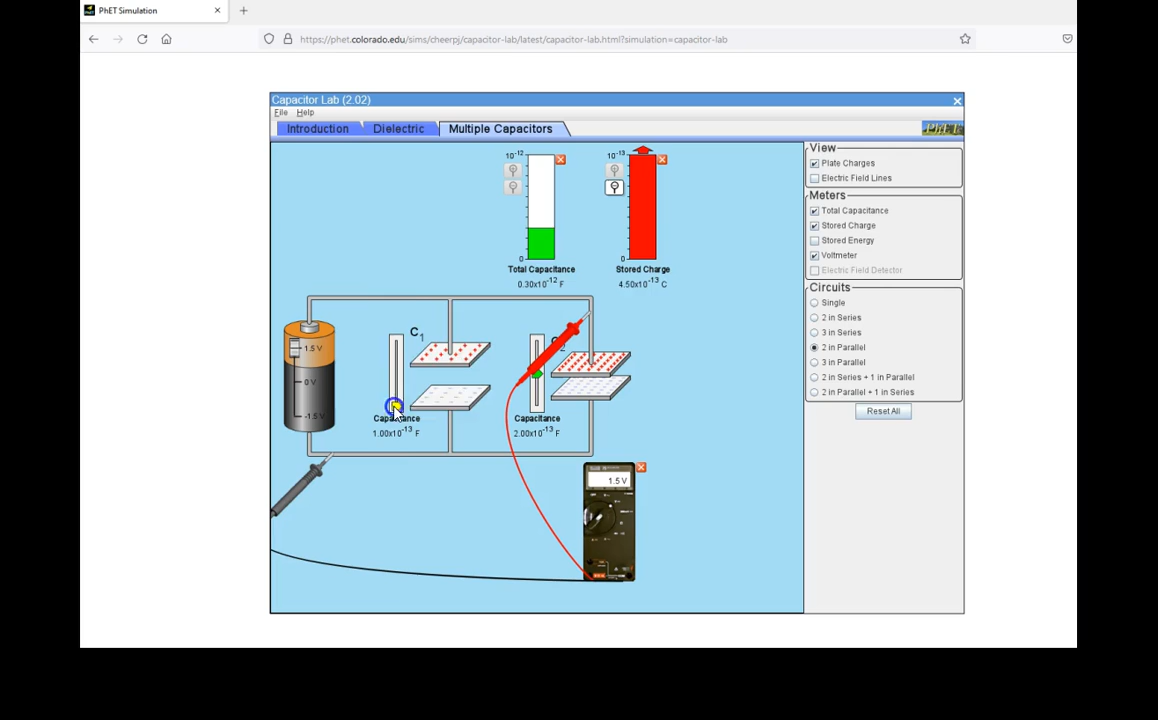 PhET Simulation
https://phet.colorado.edu/sims/cheerpj/capacitor-lab/latest/capacitor-lab.html?simulation=capacitor-lab
Capacitor Lab (2.02)
File Help
Introduction Dielectric Multiple Capacitors PhET
10-12
0
Total Capacitance
0.30x10-12 F
10-13
0
Stored Charge
4.50x10-13 C
1.5 V
0 V
-1.5 V
C1
Capacitance
1.00x10-13 F
Capacitance
2.00x10-13 F
1.5 V
View
Plate Charges
Electric Field Lines
Meters
Total Capacitance
Stored Charge
Stored Energy
Voltmeter
Electric Field Detector
Circuits
Single
2 in Series
3 in Series
2 in Parallel
3 in Parallel
2 in Series + 1 in Parallel
2 in Parallel + 1 in Series
Reset All